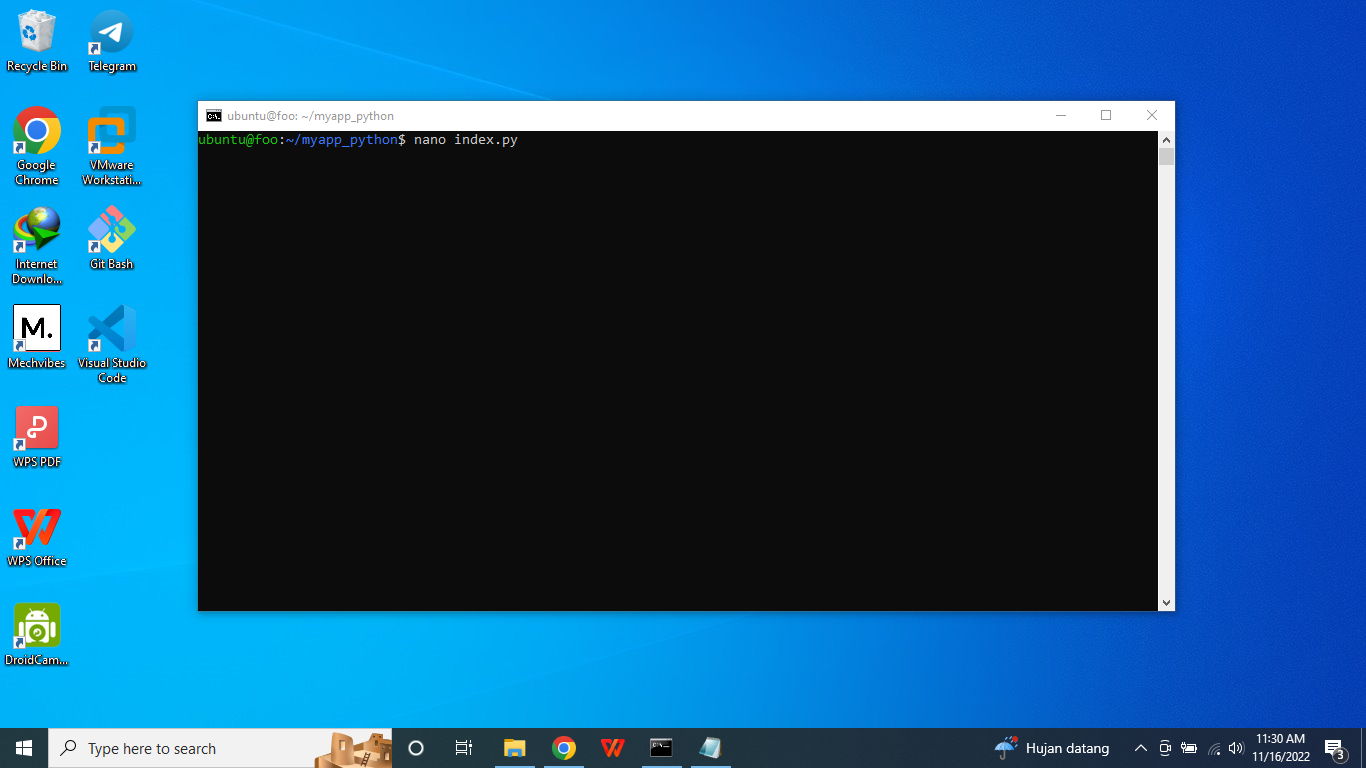 Recycle Bin
Telegram
Google
Chrome
VMware
Workstati...
Internet
Downlo...
Git Bash
M.
Mechvibes
Visual Studio
Code
WPS PDF
WPS Office
DroidCam...
C:\.
ubuntu@foo: ~/myapp_python
ubuntu@foo:~/myapp_python$ nano index.py
Type here to search
Hujan datang
11:30 AM
11/16/2022
3